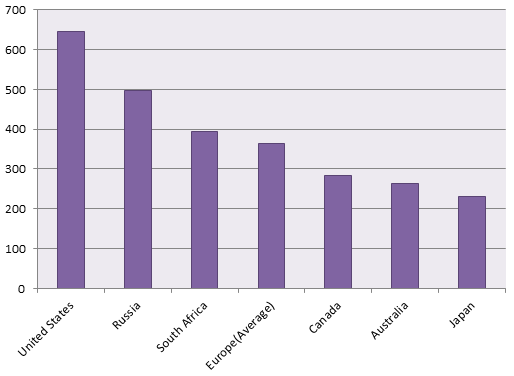 700
600
500
400
300
200
100
0
United States
Russia
South Africa
Europe(Average)
Canada
Australia
Japan